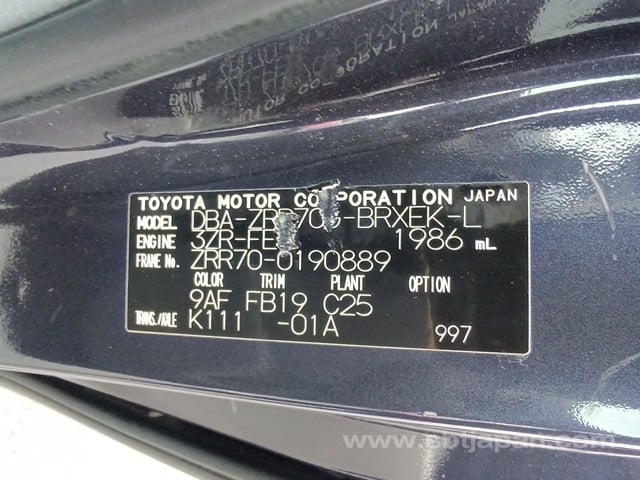 TOYOTA MOTOR CORPORATION JAPAN
MODEL DBA-ZRR70G-BRXEK-L
ENGINE 3ZR-FE 1986 mL
FRAME No. ZRR70-0190889
COLOR TRIM PLANT OPTION
9AF FB19 C25
TRANS./AXLE K111 -01A
997
www.sbtjapan.com